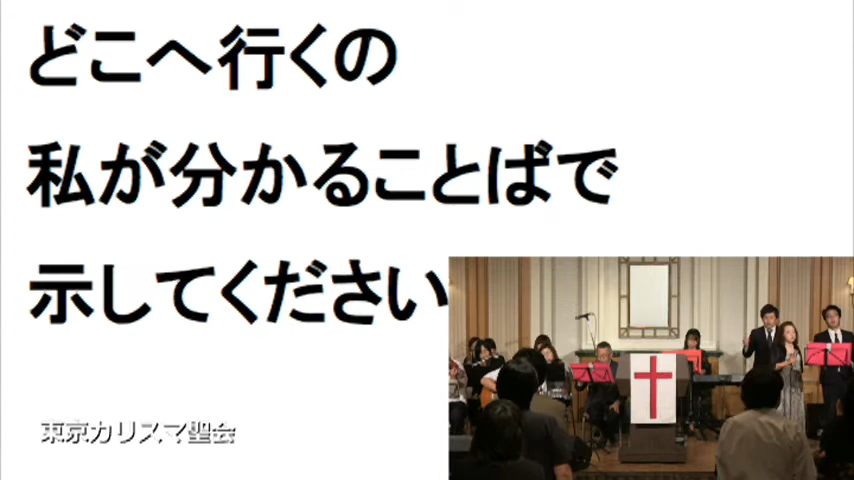 どこへ行くの
私が分かることばで
示してください
東京カリスマ聖会